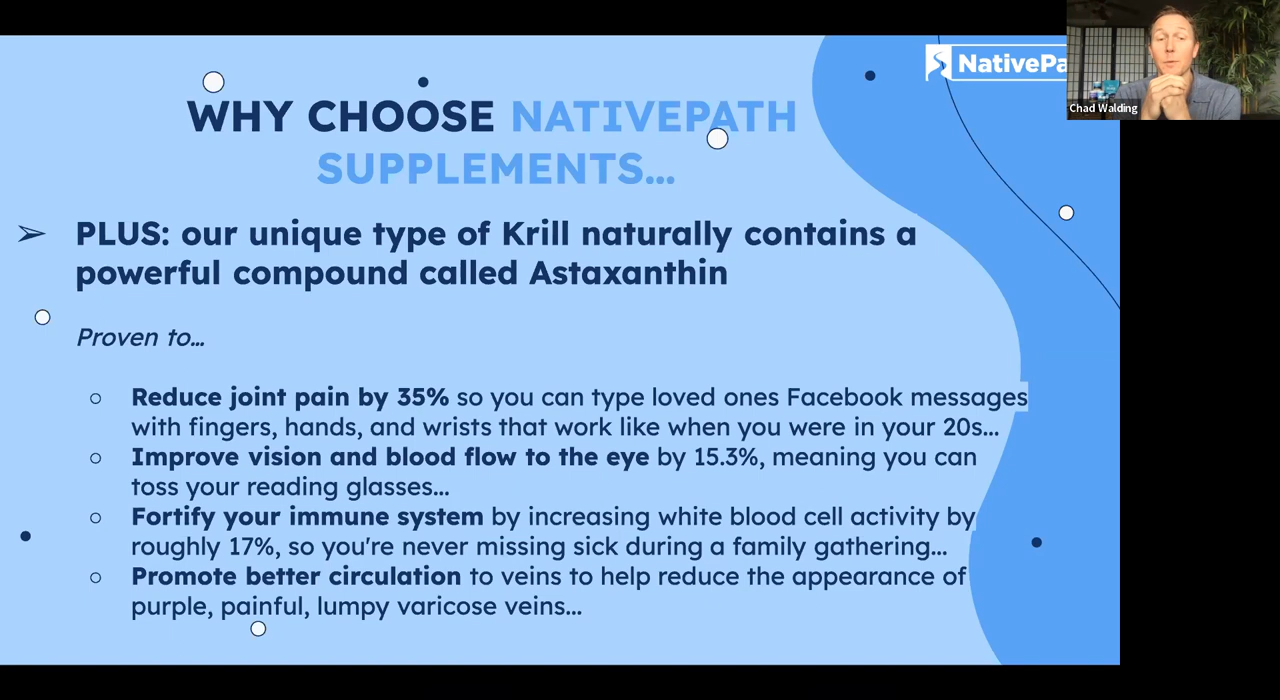 NativePa
Chad Walding
WHY CHOOSE NATIVEPATH
SUPPLEMENTS...
➢ PLUS: our unique type of Krill naturally contains a
powerful compound called Astaxanthin
Proven to...
○ Reduce joint pain by 35% so you can type loved ones Facebook messages
with fingers, hands, and wrists that work like when you were in your 20s...
○ Improve vision and blood flow to the eye by 15.3%, meaning you can
toss your reading glasses...
○ Fortify your immune system by increasing white blood cell activity by
roughly 17%, so you're never missing sick during a family gathering...
○ Promote better circulation to veins to help reduce the appearance of
purple, painful, lumpy varicose veins...